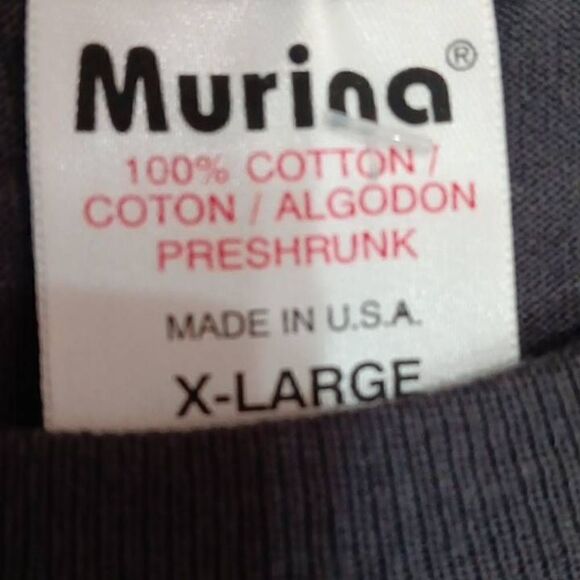 Murina®
100% COTTON /
COTON / ALGODON
PRESHRUNK
MADE IN U.S.A.
X-LARGE